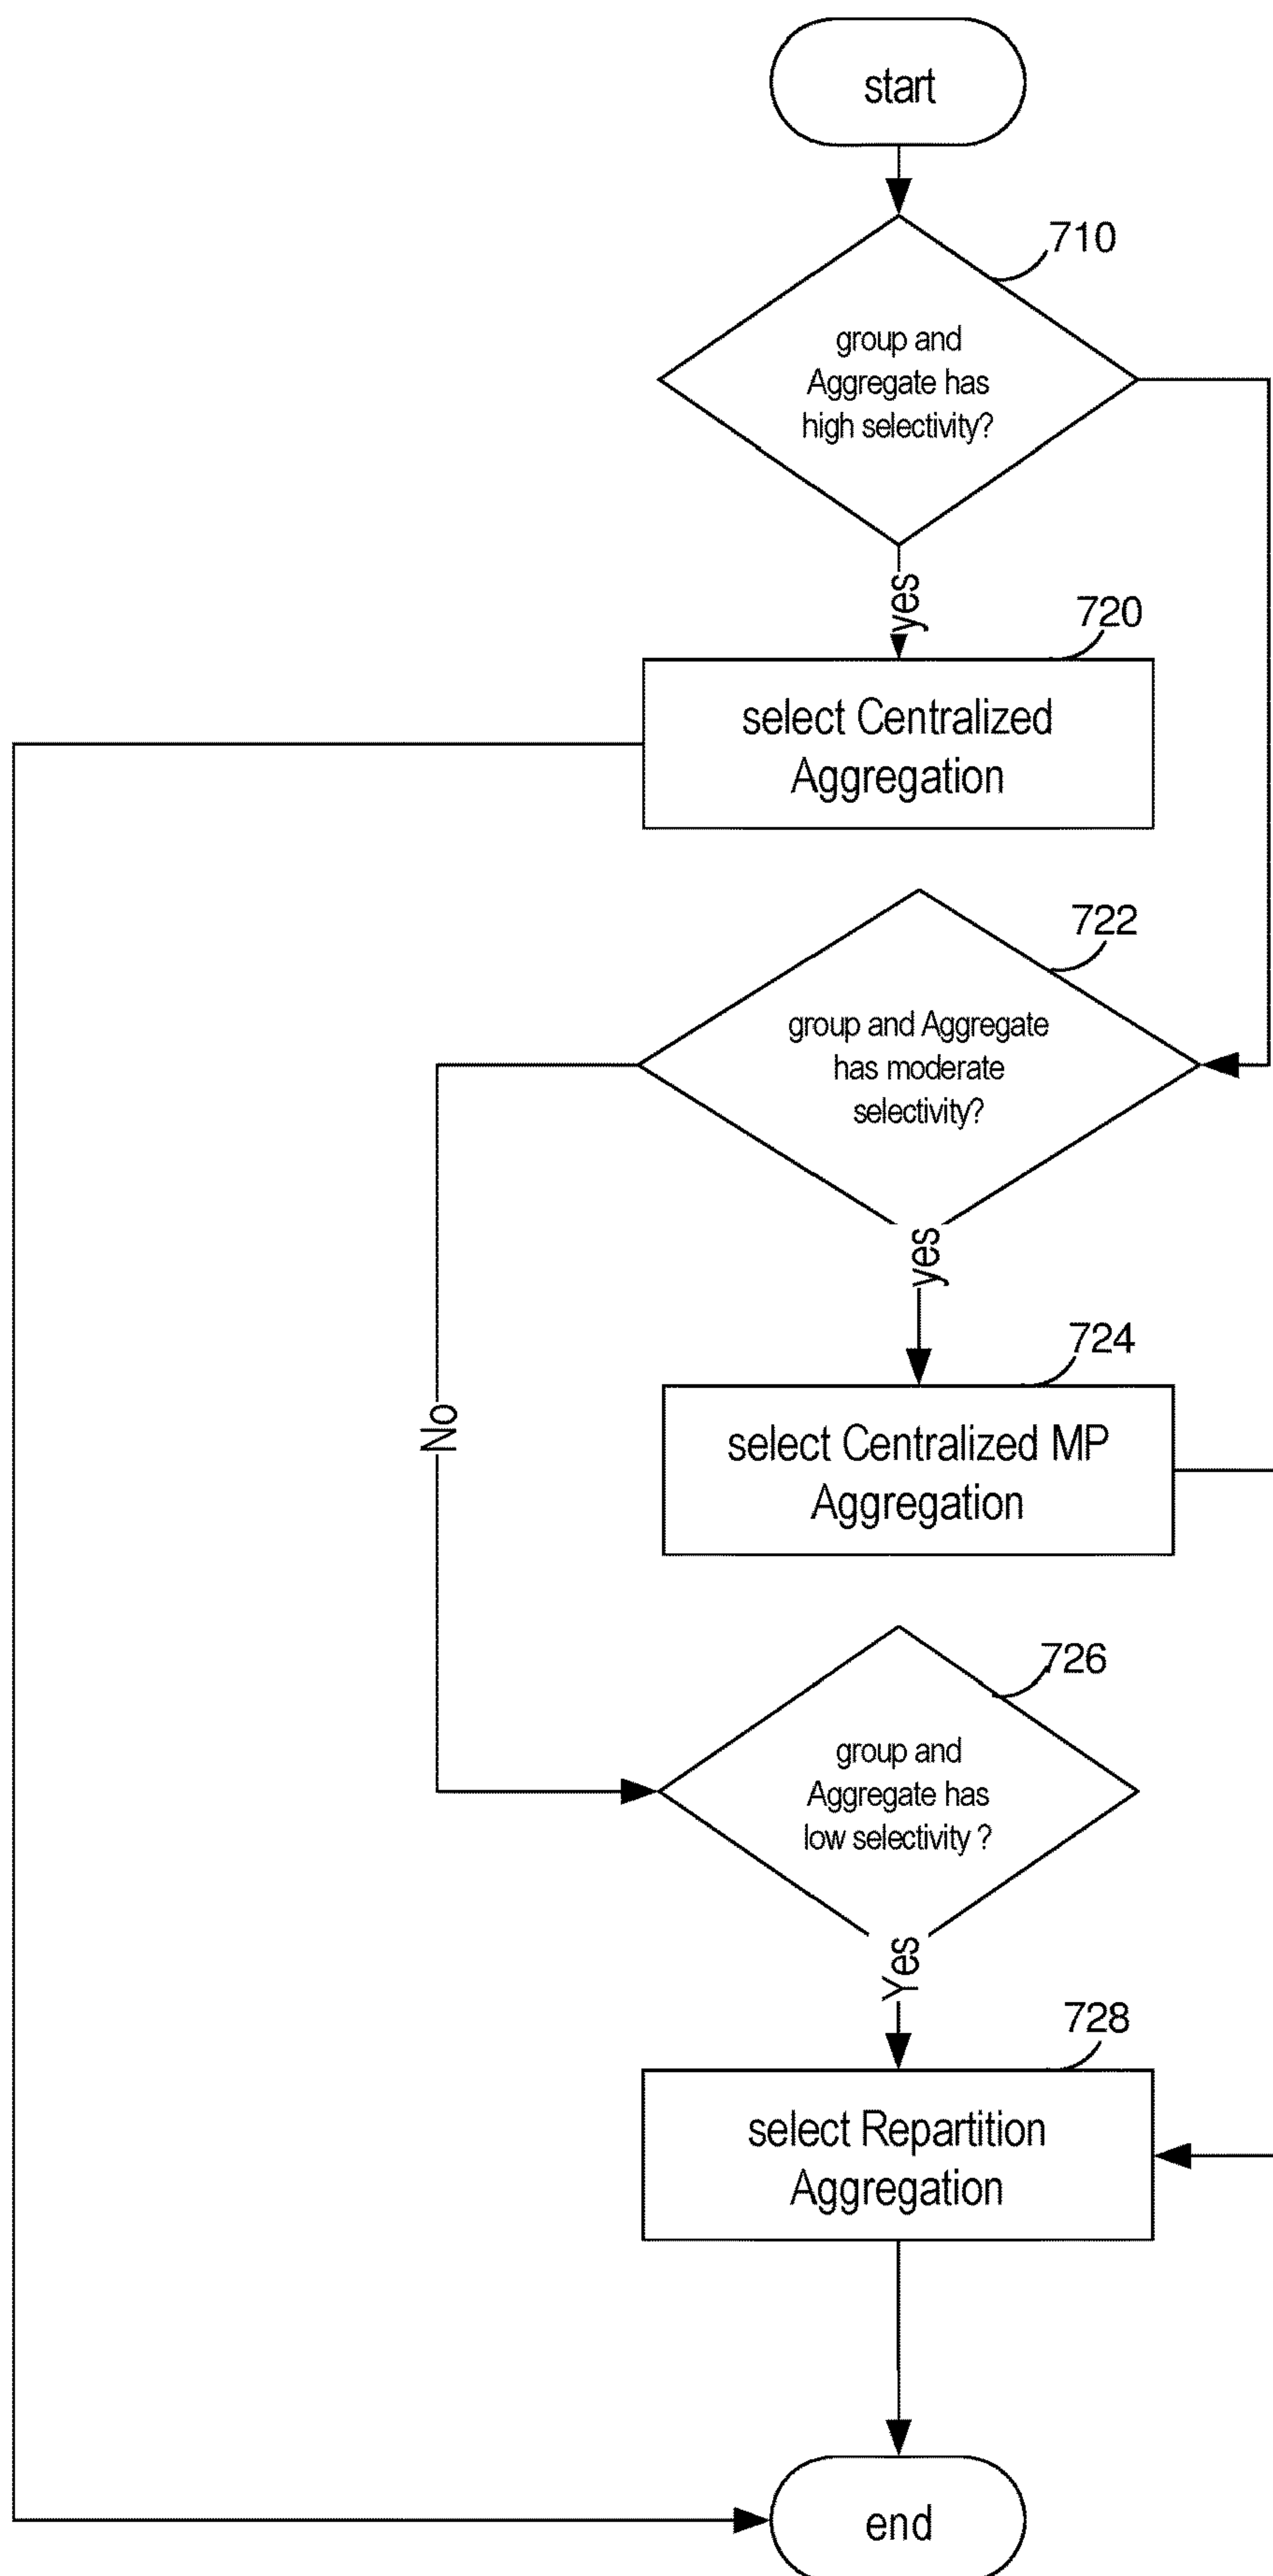 start
710
group and
Aggregate has
high selectivity?
yes
720
select Centralized
Aggregation
722
group and Aggregate
has moderate
selectivity?
yes
724
select Centralized MP
Aggregation
No
726
group and
Aggregate has
low selectivity ?
Yes
728
select Repartition
Aggregation
end